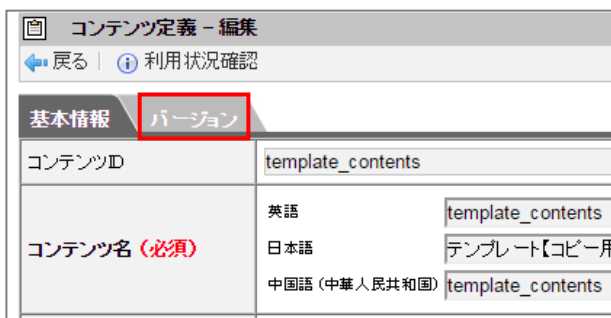 コンテンツ定義 - 編集
戻る | 利用状況確認
基本情報 バージョン
コンテンツID template_contents
英語 template_contents
コンテンツ名 (必須) 日本語 テンプレート【コピー用
中国語 (中華人民共和国) template_contents